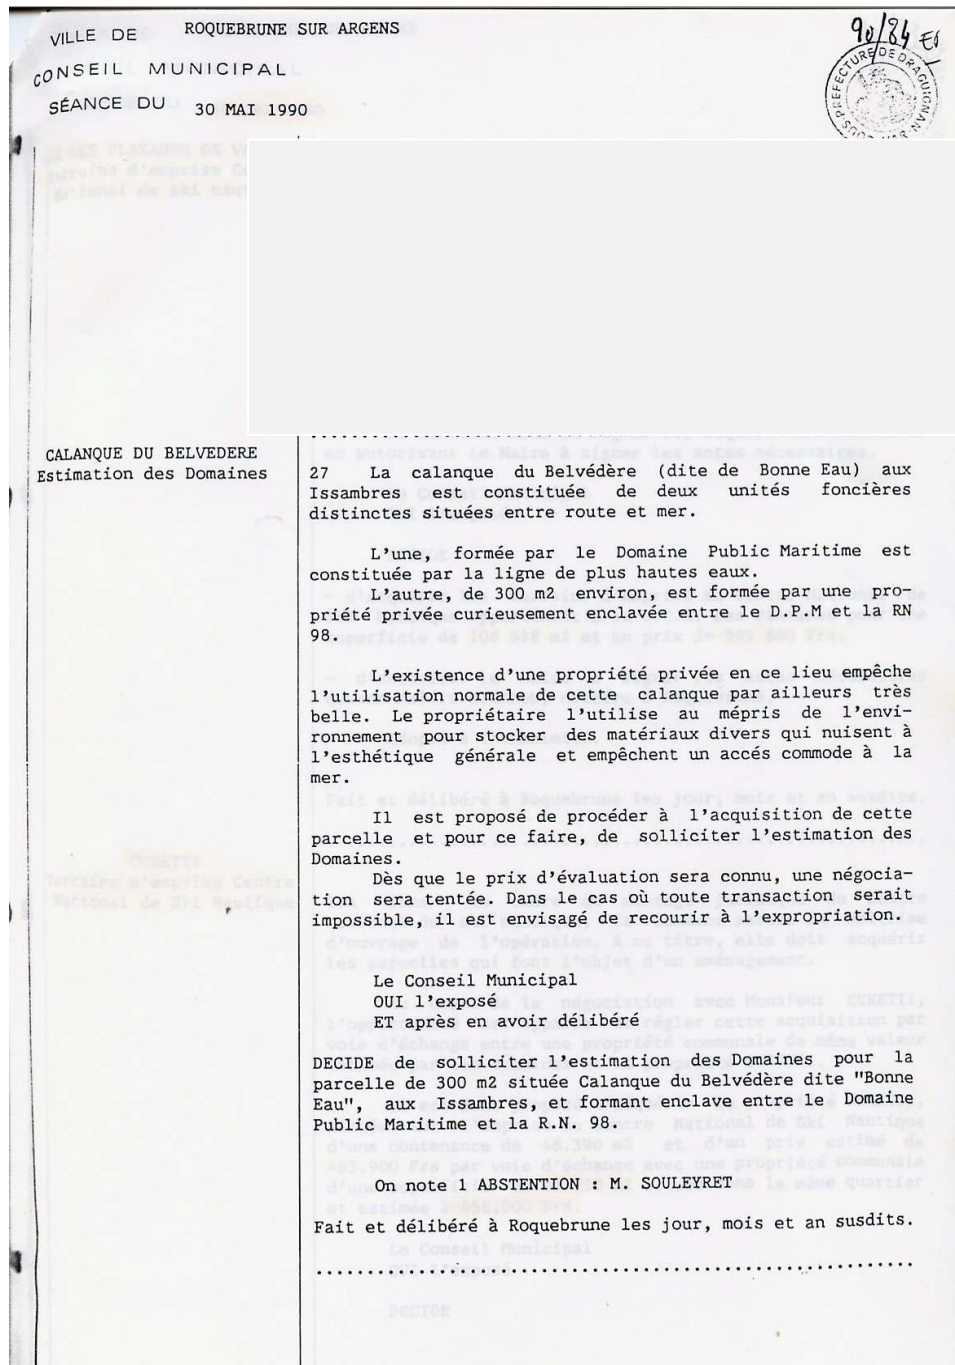 VILLE DE ROQUEBRUNE SUR ARGENS
CONSEIL MUNICIPAL
SÉANCE DU 30 MAI 1990
90/84
SOUS-PREFECTURE DE DRAGUIGNAN VAR
CALANQUE DU BELVEDERE
Estimation des Domaines
27 La calanque du Belvédère (dite de Bonne Eau) aux
Issambres est constituée de deux unités foncières
distinctes situées entre route et mer.
L'une, formée par le Domaine Public Maritime est
constituée par la ligne de plus hautes eaux.
L'autre, de 300 m2 environ, est formée par une pro-
priété privée curieusement enclavée entre le D.P.M et la RN
98.
L'existence d'une propriété privée en ce lieu empêche
l'utilisation normale de cette calanque par ailleurs très
belle. Le propriétaire l'utilise au mépris de l'envi-
ronnement pour stocker des matériaux divers qui nuisent à
l'esthétique générale et empêchent un accés commode à la
mer.
Il est proposé de procéder à l'acquisition de cette
parcelle et pour ce faire, de solliciter l'estimation des
Domaines.
Dès que le prix d'évaluation sera connu, une négocia-
tion sera tentée. Dans le cas où toute transaction serait
impossible, il est envisagé de recourir à l'expropriation.
Le Conseil Municipal
OUI l'exposé
ET après en avoir délibéré
DECIDE de solliciter l'estimation des Domaines pour la
parcelle de 300 m2 située Calanque du Belvédère dite "Bonne
Eau", aux Issambres, et formant enclave entre le Domaine
Public Maritime et la R.N. 98.
On note 1 ABSTENTION : M. SOULEYRET
Fait et délibéré à Roquebrune les jour, mois et an susdits.